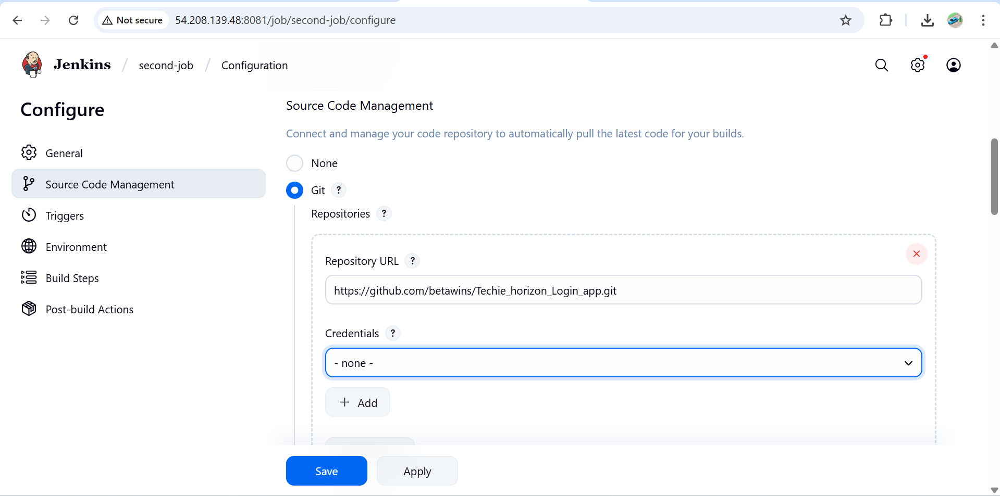 Not secure 54.208.139.48:8081/job/second-job/configure
Jenkins / second-job / Configuration
Configure
General
Source Code Management
Triggers
Environment
Build Steps
Post-build Actions
Source Code Management
Connect and manage your code repository to automatically pull the latest code for your builds.
None
Git ?
Repositories ?
Repository URL ?
https://github.com/betawins/Techie_horizon_Login_app.git
Credentials ?
- none -
+ Add
Save Apply